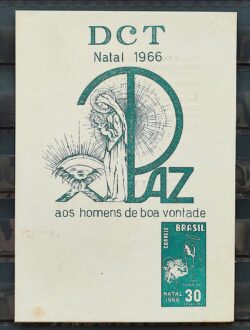 DCT
Natal 1966
PAZ
aos homens de boa vontade
CORREIO BRASIL
NATAL 1966 30